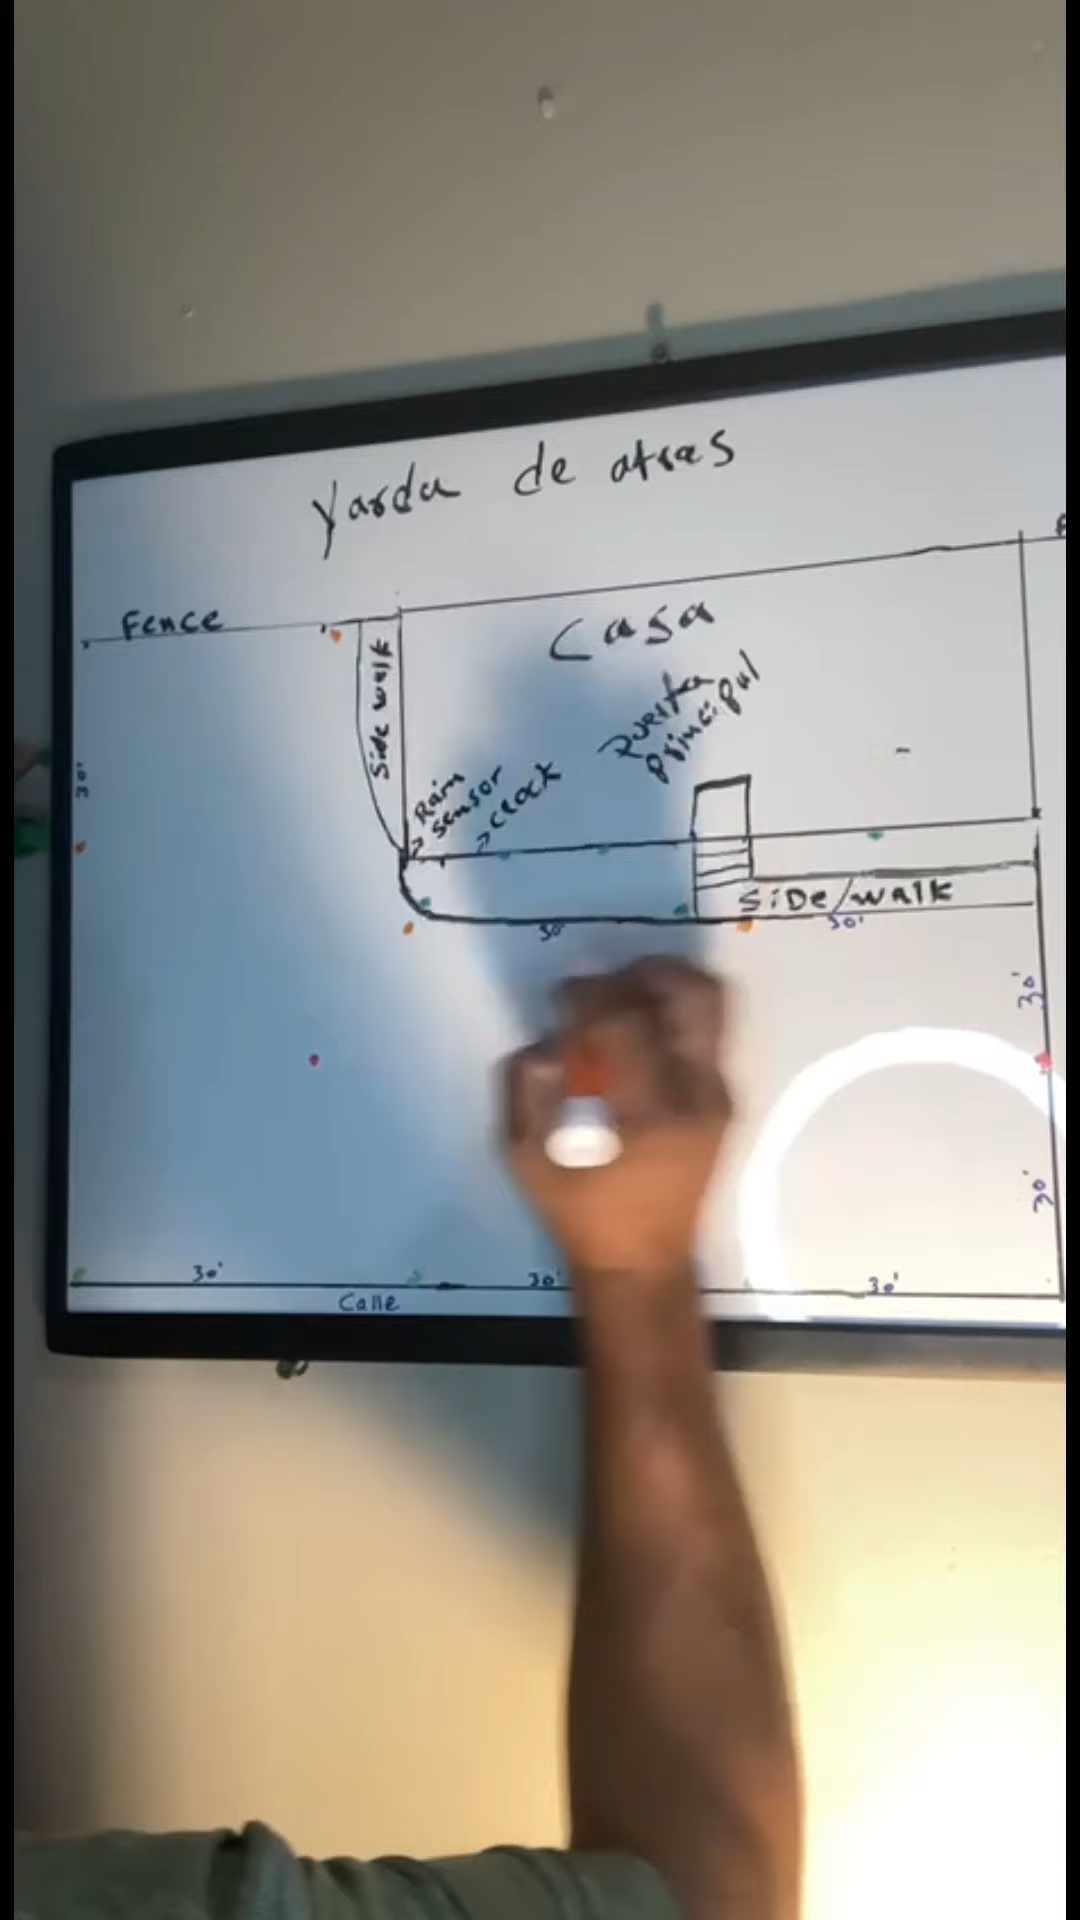 Yarda de atras
Fence
Casa
Side walk
Puerta
principal
30'
Rain
sensor
clock
SiDe/walk
30'
30'
30'
30'
30'
30'
30'
Calle